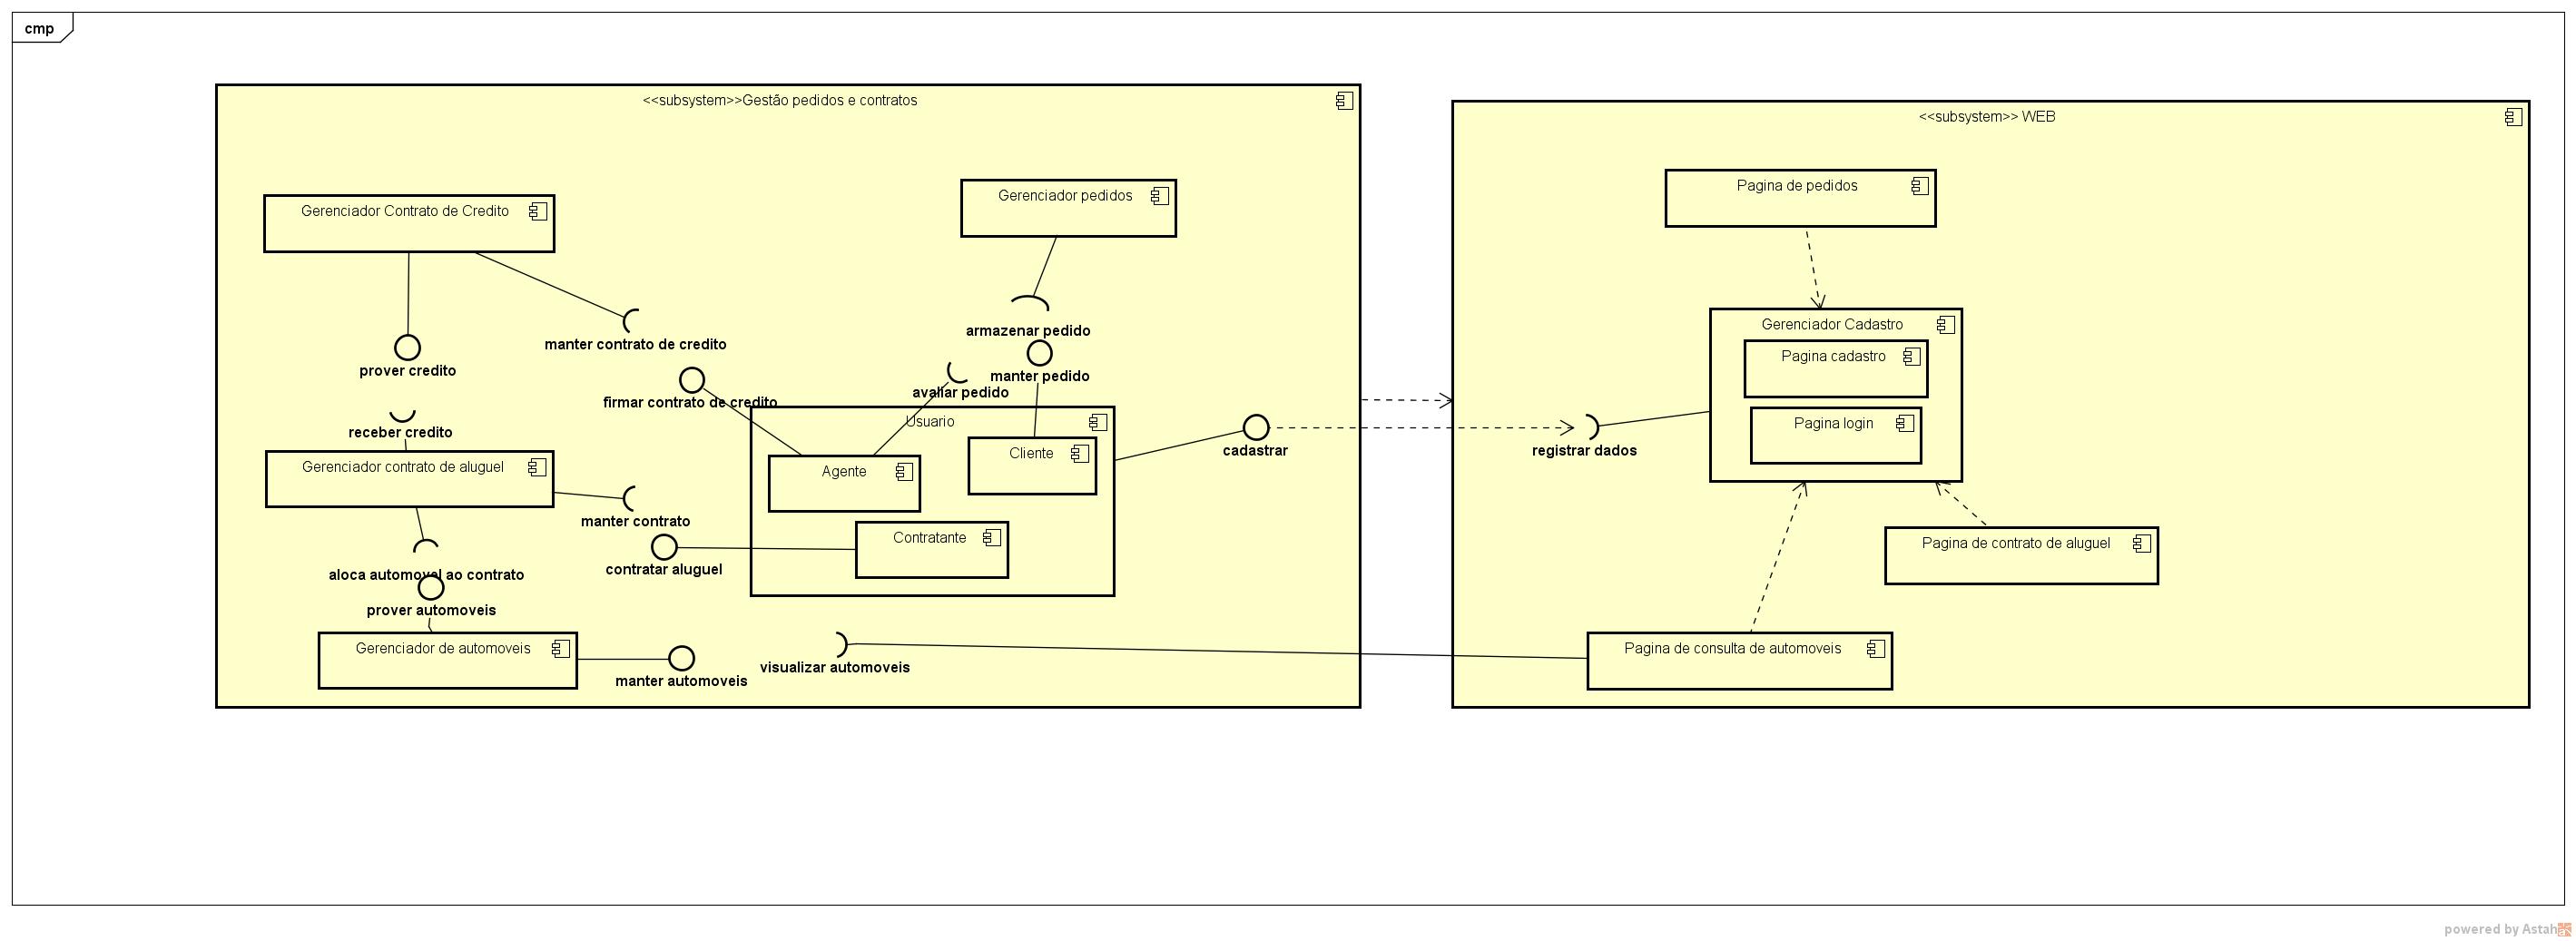 cmp
<<subsystem>>Gestão pedidos e contratos
Gerenciador Contrato de Credito
Gerenciador pedidos
prover credito
manter contrato de credito
armazenar pedido
manter pedido
avaliar pedido
firmar contrato de credito
receber credito
Gerenciador contrato de aluguel
Usuario
Agente
Cliente
Contratante
cadastrar
manter contrato
contratar aluguel
aloca automovel ao contrato
prover automoveis
Gerenciador de automoveis
manter automoveis
visualizar automoveis
<<subsystem>> WEB
Pagina de pedidos
Gerenciador Cadastro
Pagina cadastro
Pagina login
registrar dados
Pagina de contrato de aluguel
Pagina de consulta de automoveis
powered by Astah